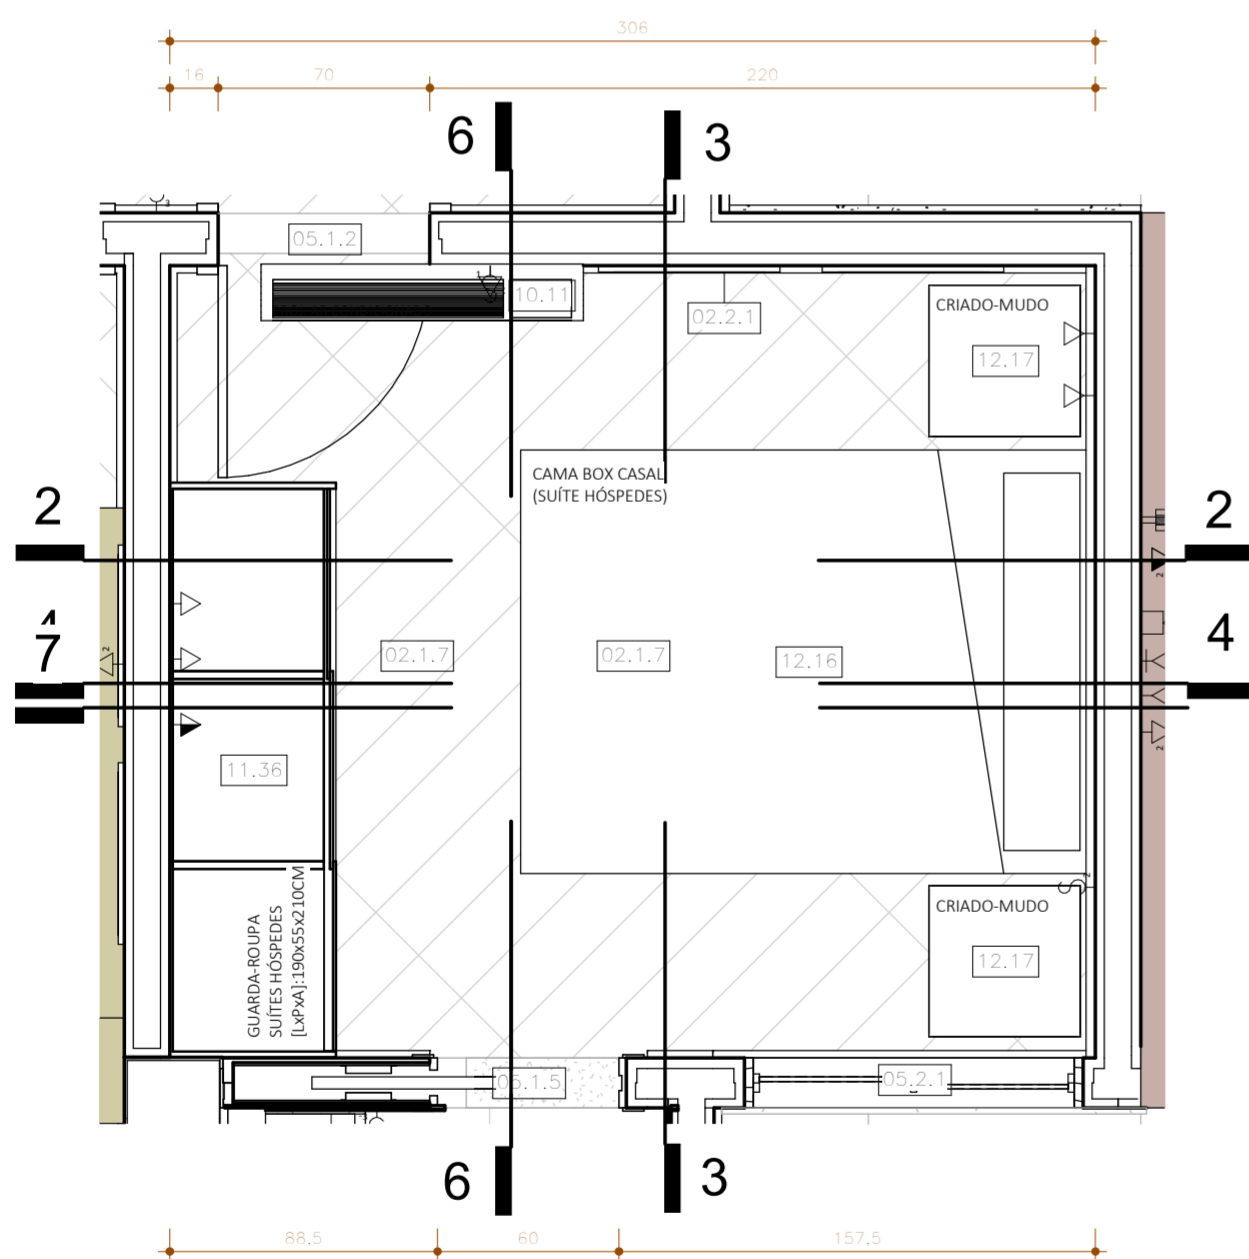 306
16 70 220
6 3
05.1.2
10.11
02.2.1
CRIADO-MUDO
12.17
CAMA BOX CASAL
(SUÍTE HÓSPEDES)
2 2
02.1.7 02.1.7 12.16
7 4
11.36
GUARDA-ROUPA
SUÍTES HÓSPEDES
[LxPxA]:190x55x210CM
CRIADO-MUDO
12.17
05.1.5 05.2.1
6 3
88,5 60 157,5